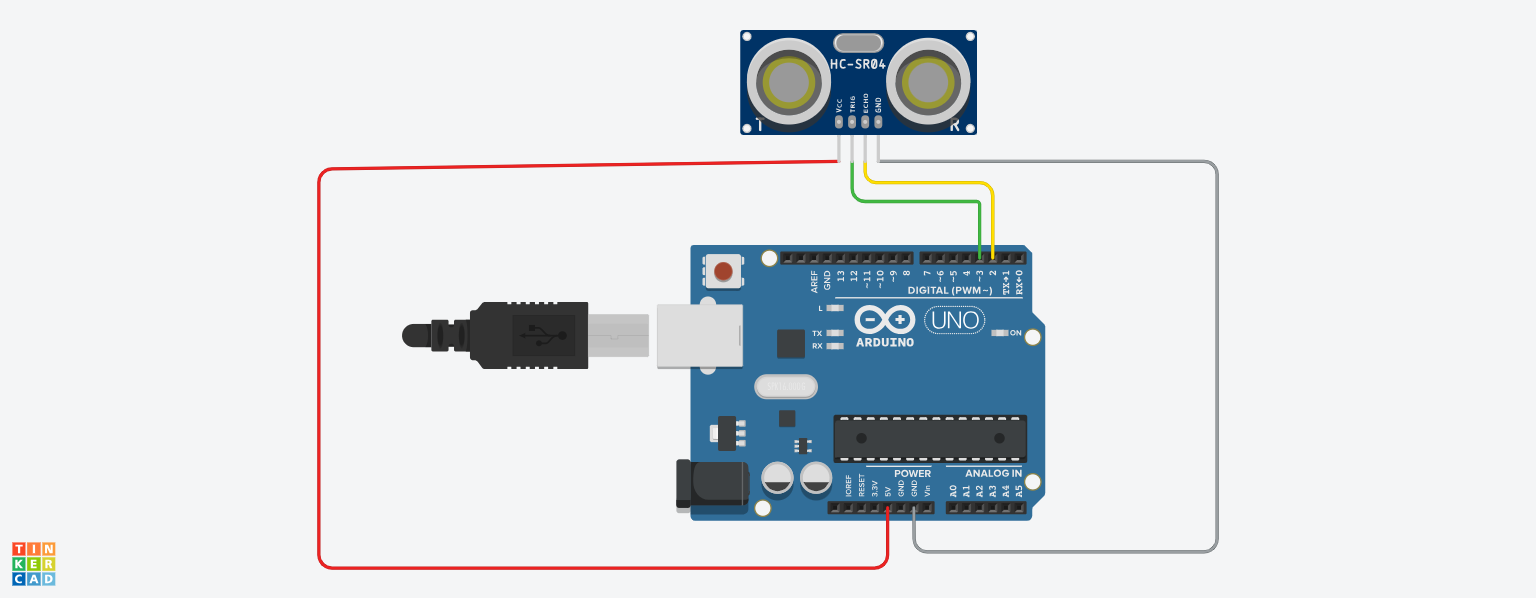 HC-SR04
VCC
TRIG
ECHO
GND
T
R
AREF
GND
13
12
~11
~10
~9
8
7
~6
~5
4
~3
2
TX→1
RX←0
DIGITAL (PWM~)
L
TX
RX
ARDUINO
UNO
ON
POWER
ANALOG IN
IOREF
RESET
3.3V
5V
GND
GND
Vin
A0
A1
A2
A3
A4
A5
TIN
KER
CAD